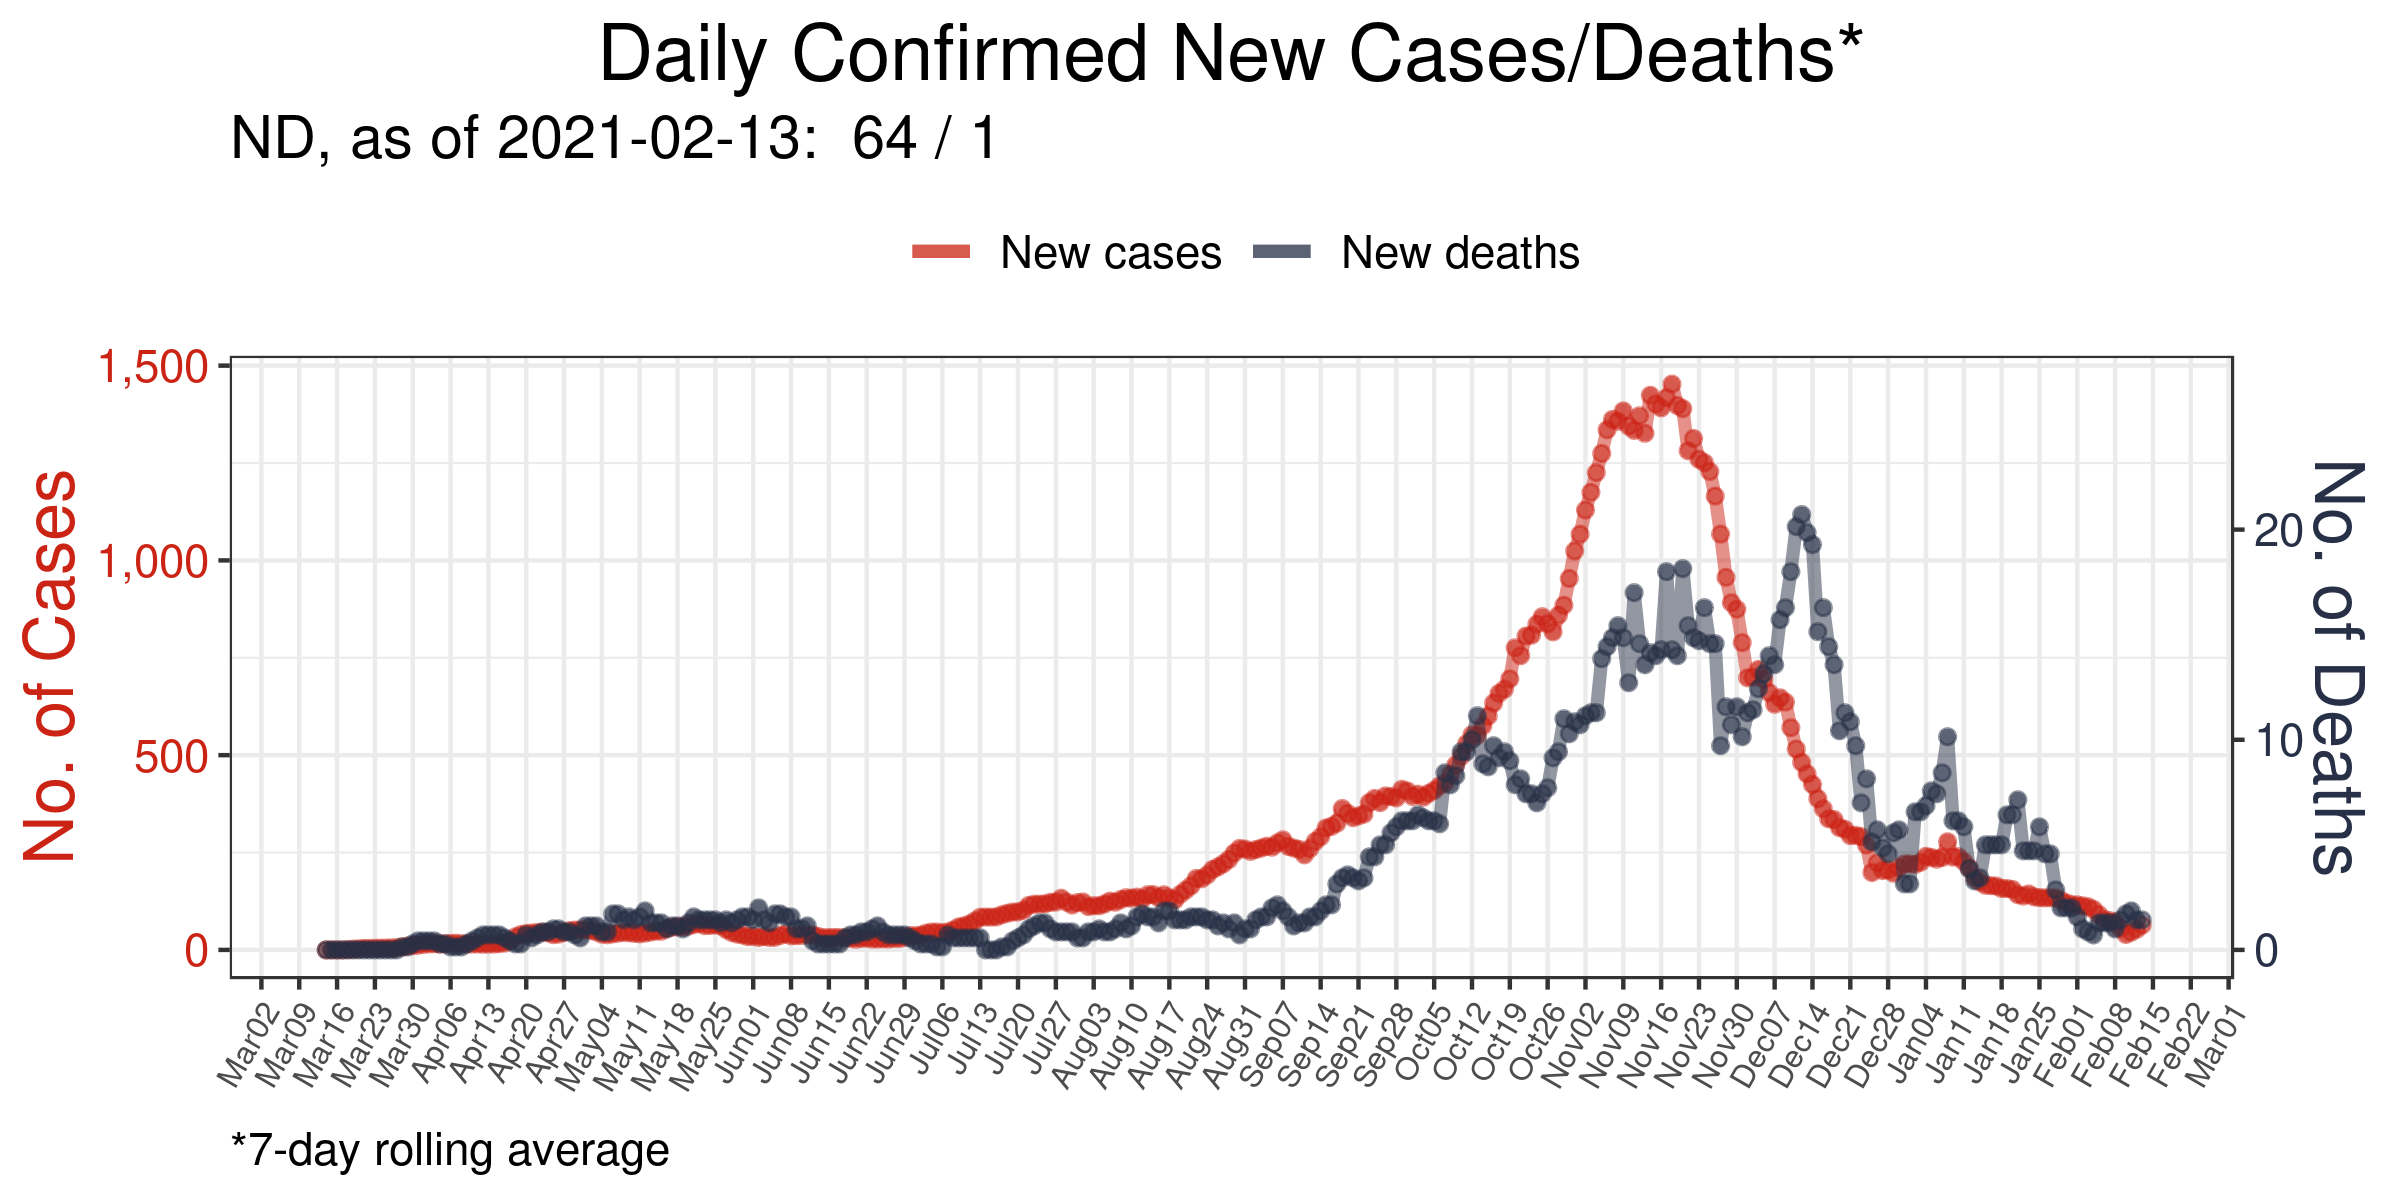 Daily Confirmed New Cases/Deaths*
ND, as of 2021-02-13:  64 / 1
New cases
New deaths
No. of Cases
1,500
1,000
500
0
No. of Deaths
20
10
0
Mar02
Mar09
Mar16
Mar23
Mar30
Apr06
Apr13
Apr20
Apr27
May04
May11
May18
May25
Jun01
Jun08
Jun15
Jun22
Jun29
Jul06
Jul13
Jul20
Jul27
Aug03
Aug10
Aug17
Aug24
Aug31
Sep07
Sep14
Sep21
Sep28
Oct05
Oct12
Oct19
Oct26
Nov02
Nov09
Nov16
Nov23
Nov30
Dec07
Dec14
Dec21
Dec28
Jan04
Jan11
Jan18
Jan25
Feb01
Feb08
Feb15
Feb22
Mar01
*7-day rolling average